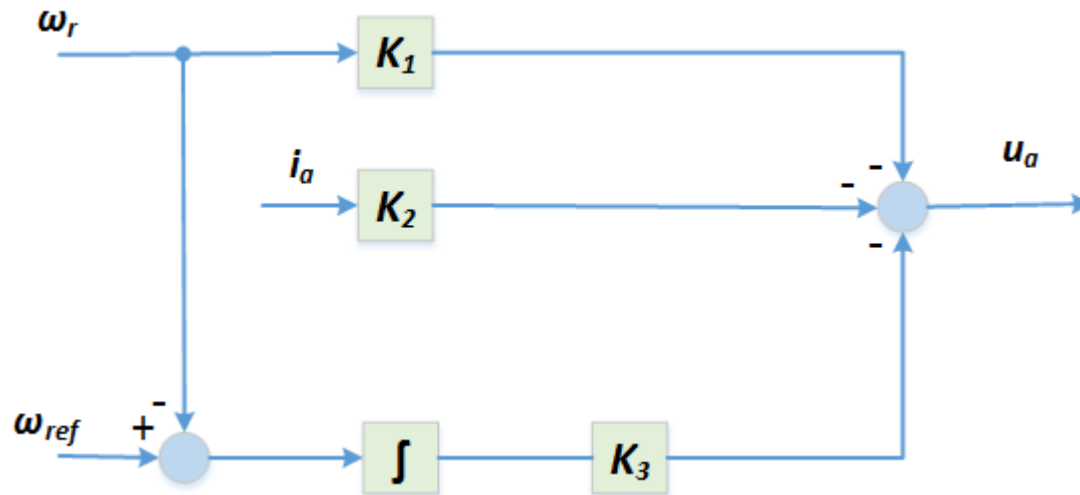 ωr
K1
-
ia
K2
-
ua
-
ωref
+
-
∫
K3